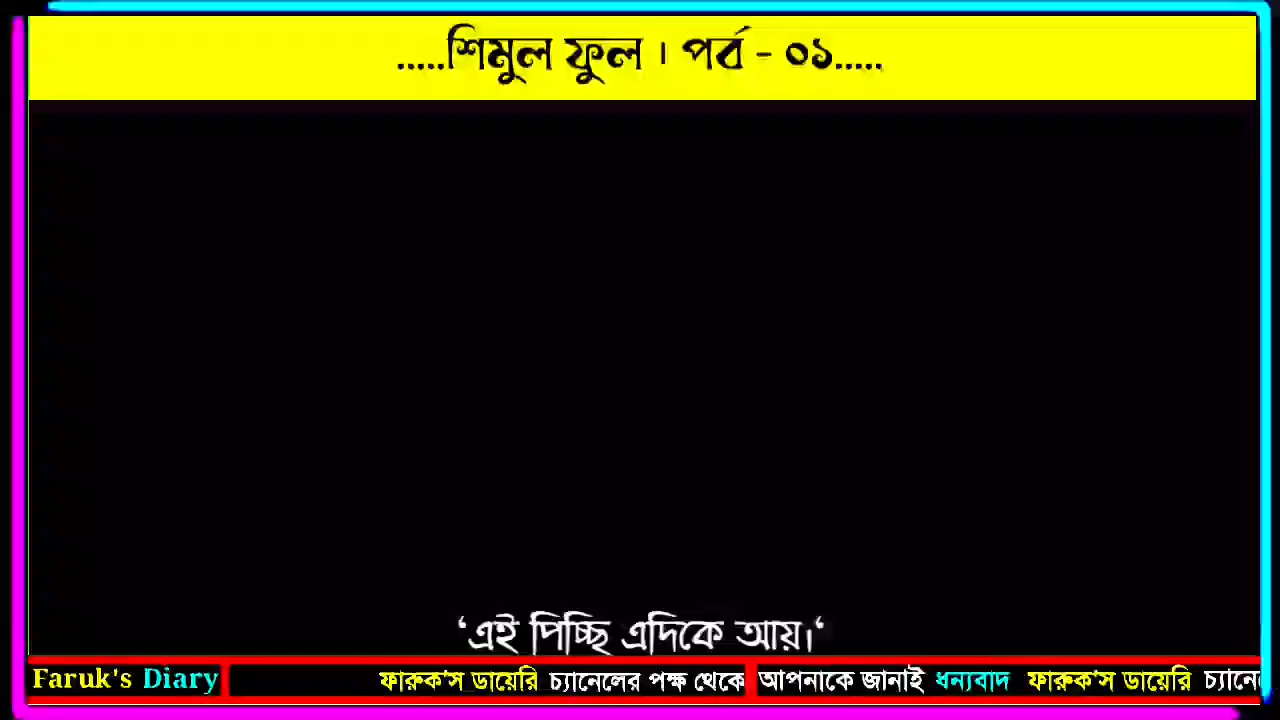 .....শিমুল ফুল । পর্ব - ০১.....
‘এই পিচ্ছি এদিকে আয়।‘
Faruk's Diary ফারুক'স ডায়েরি চ্যানেলের পক্ষ থেকে আপনাকে জানাই ধন্যবাদ ফারুক'স ডায়েরি